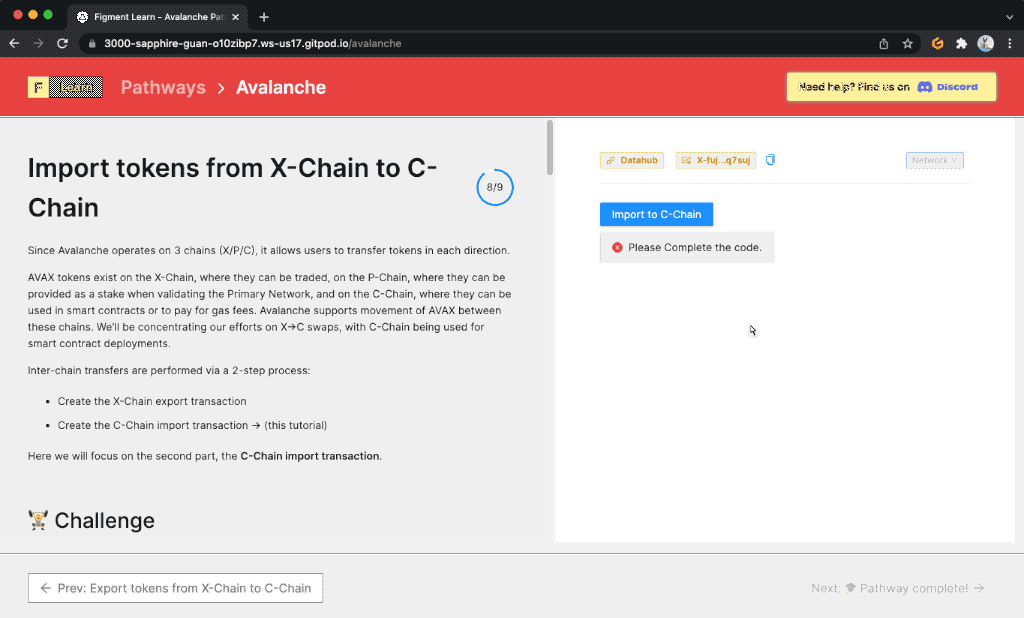 Figment Learn - Avalanche Pat
3000-sapphire-guan-o10zibp7.ws-us17.gitpod.io/avalanche
F Learn
Pathways > Avalanche
Need help? Find us on Discord
Import tokens from X-Chain to C-
Chain
8/9
Since Avalanche operates on 3 chains (X/P/C), it allows users to transfer tokens in each direction.
AVAX tokens exist on the X-Chain, where they can be traded, on the P-Chain, where they can be
provided as a stake when validating the Primary Network, and on the C-Chain, where they can be
used in smart contracts or to pay for gas fees. Avalanche supports movement of AVAX between
these chains. We'll be concentrating our efforts on X→C swaps, with C-Chain being used for
smart contract deployments.
Inter-chain transfers are performed via a 2-step process:
• Create the X-Chain export transaction
• Create the C-Chain import transaction → (this tutorial)
Here we will focus on the second part, the C-Chain import transaction.
Challenge
Datahub
X-fuj...q7suj
Network
Import to C-Chain
Please Complete the code.
← Prev: Export tokens from X-Chain to C-Chain
Next: Pathway complete! →